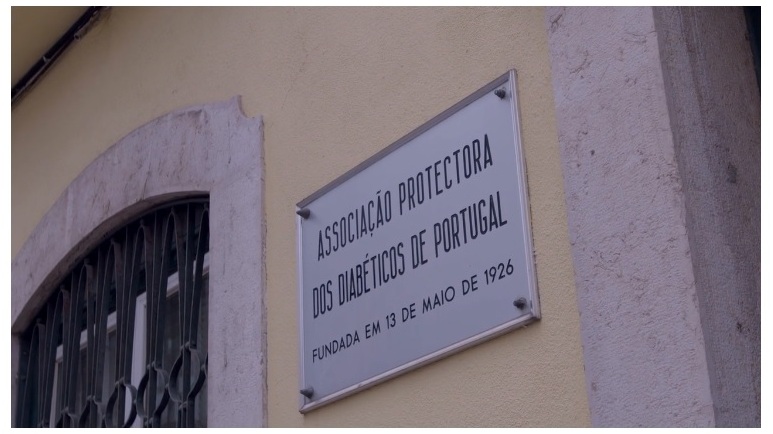 ASSOCIAÇÃO PROTECTORA
DOS DIABÉTICOS DE PORTUGAL
FUNDADA EM 13 DE MAIO DE 1926